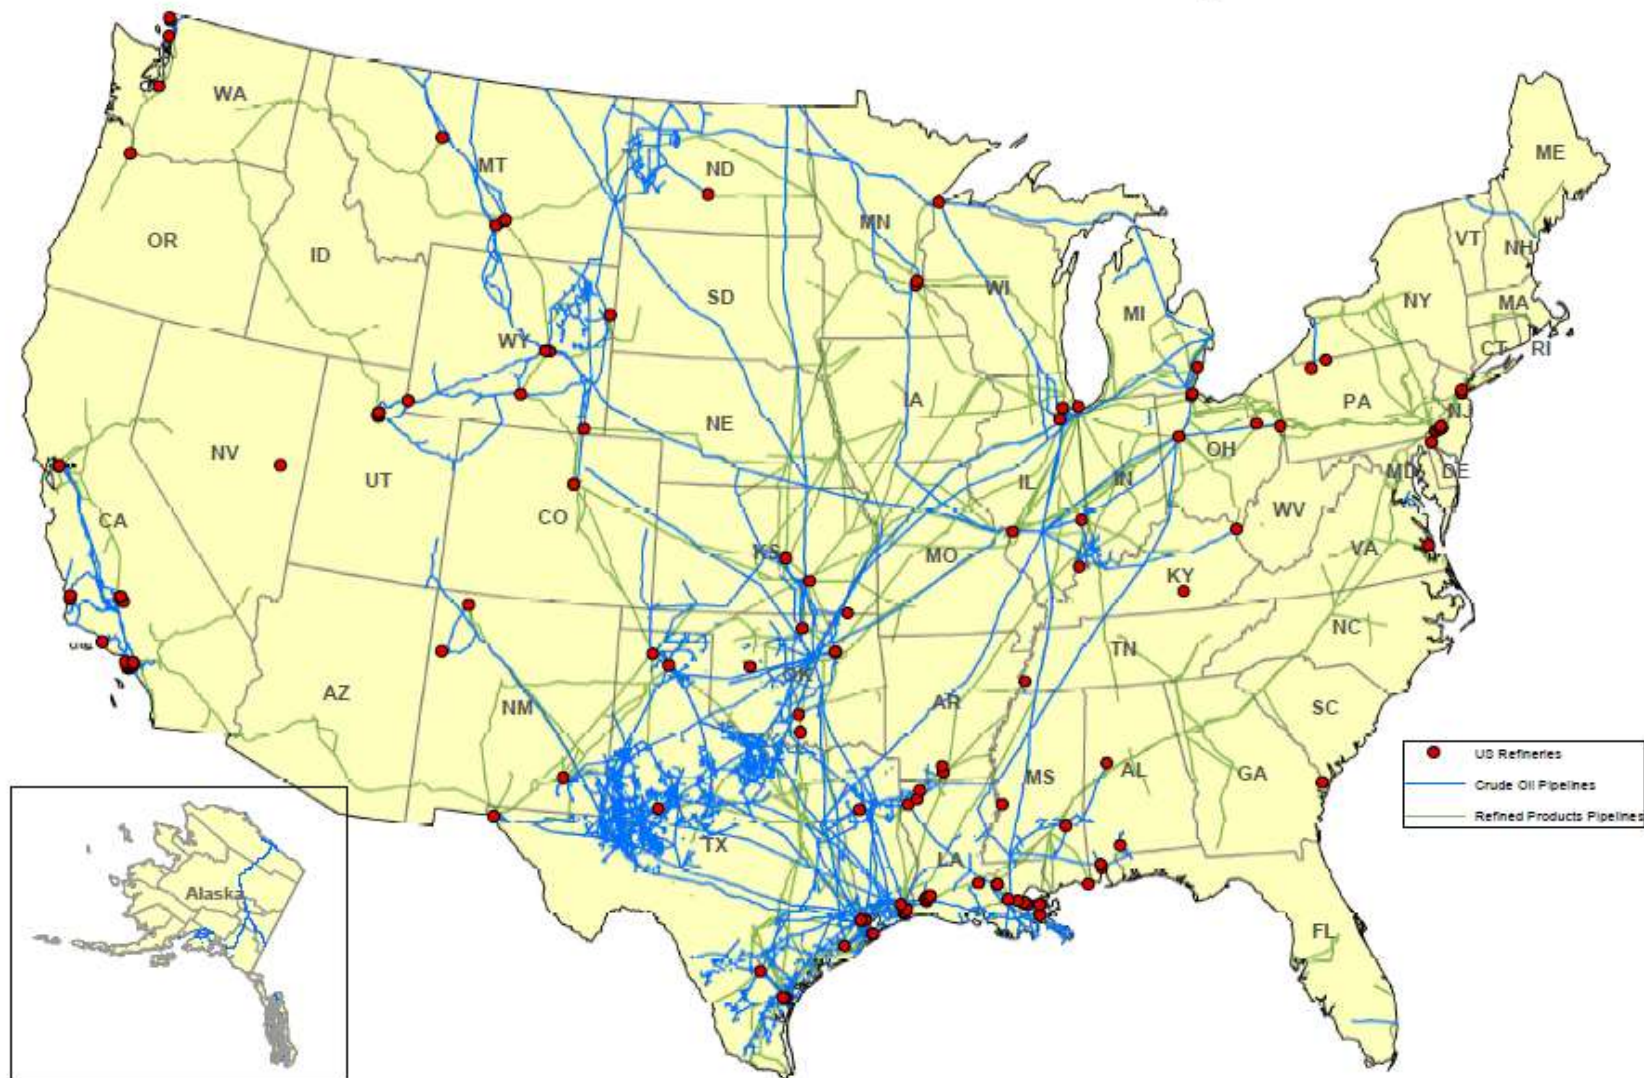 WA
MT
ND
ME
OR
ID
MN
VT
NH
SD
WI
MI
NY
MA
WY
CT
RI
IA
PA
NE
NJ
NV
UT
IL
IN
OH
MD
DE
CA
CO
KS
MO
WV
VA
KY
NC
TN
OK
AZ
NM
AR
SC
MS
AL
GA
TX
LA
FL
Alaska
US Refineries
Crude Oil Pipelines
Refined Products Pipelines